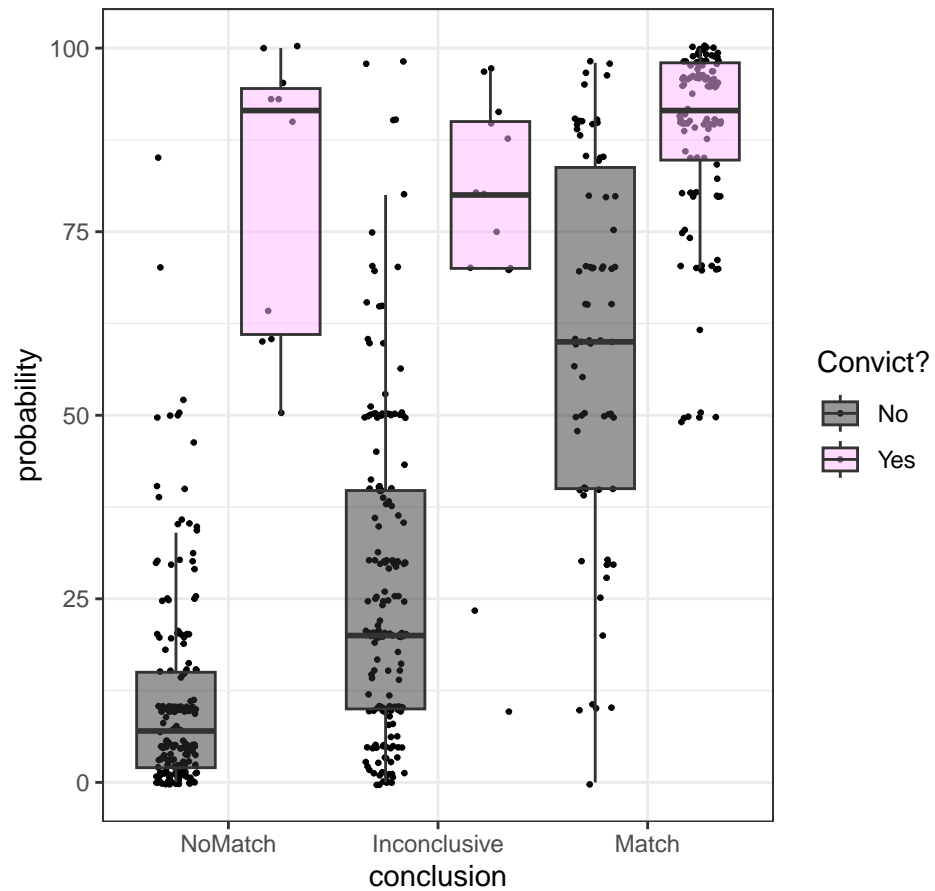 100
75
50
25
0
probability
NoMatch
Inconclusive
Match
conclusion
Convict?
No
Yes